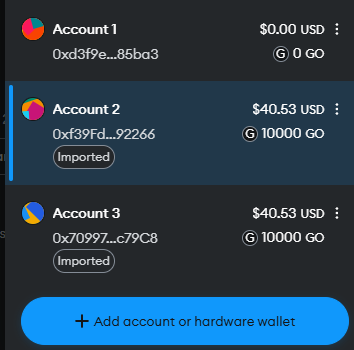 Account 1
$0.00 USD
0xd3f9e...85ba3
G 0 GO
Account 2
$40.53 USD
0xf39Fd...92266
G 10000 GO
Imported
Account 3
$40.53 USD
0x70997...c79C8
G 10000 GO
Imported
+ Add account or hardware wallet